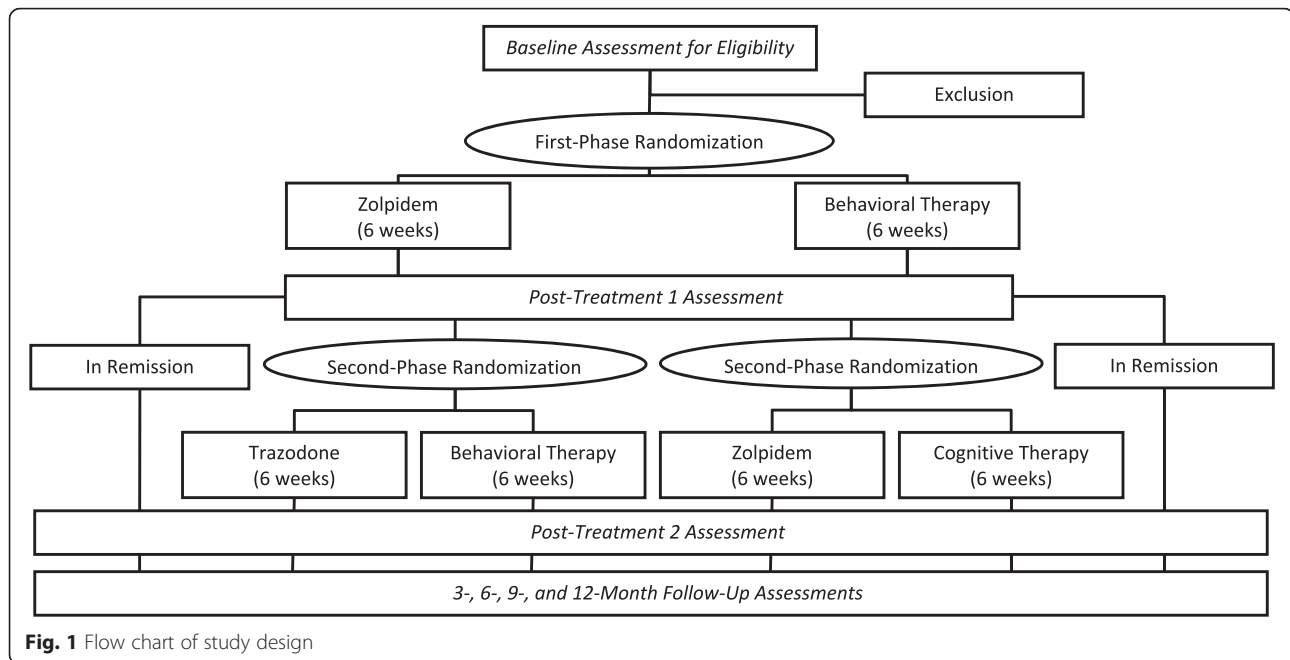 Baseline Assessment for Eligibility
Exclusion
First-Phase Randomization
Zolpidem
(6 weeks)
Behavioral Therapy
(6 weeks)
Post-Treatment 1 Assessment
In Remission
Second-Phase Randomization
Second-Phase Randomization
In Remission
Trazodone
(6 weeks)
Behavioral Therapy
(6 weeks)
Zolpidem
(6 weeks)
Cognitive Therapy
(6 weeks)
Post-Treatment 2 Assessment
3-, 6-, 9-, and 12-Month Follow-Up Assessments
Fig. 1 Flow chart of study design